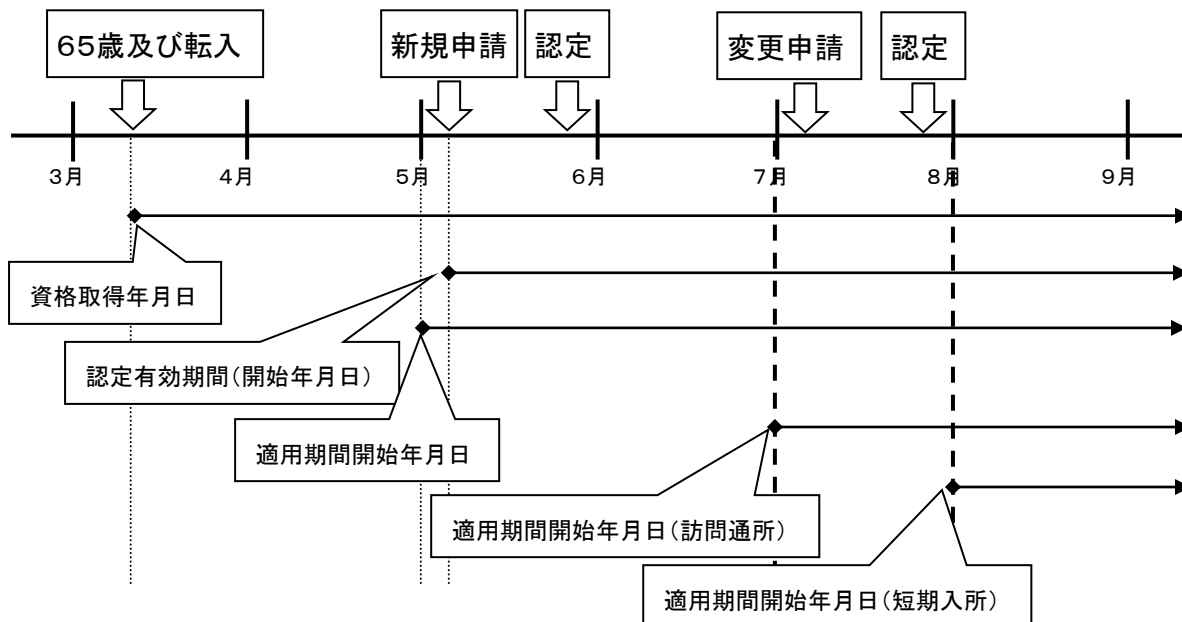 65歳及び転入
新規申請
認定
変更申請
認定
3月
4月
5月
6月
7月
8月
9月
資格取得年月日
認定有効期間(開始年月日)
適用期間開始年月日
適用期間開始年月日(訪問通所)
適用期間開始年月日(短期入所)